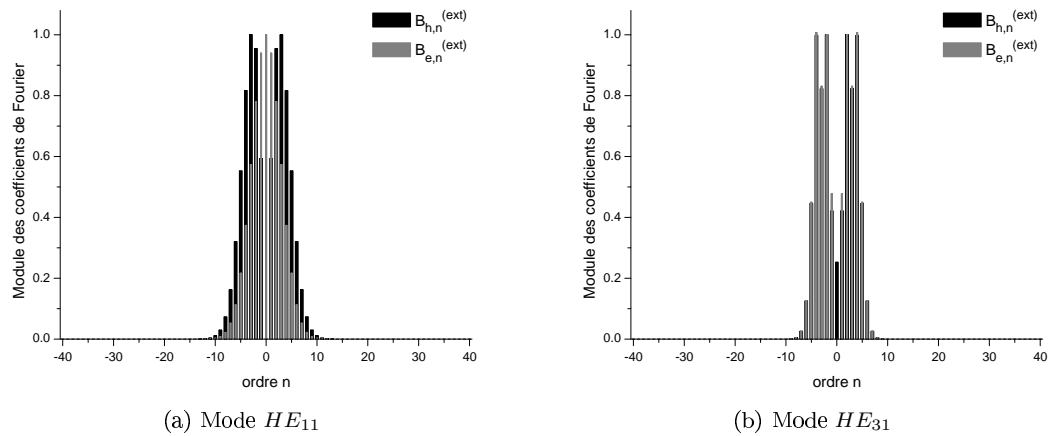 B_{h,n}^{(ext)}
B_{e,n}^{(ext)}
Module des coefficients de Fourier
1.0
0.8
0.6
0.4
0.2
0.0
-40 -30 -20 -10 0 10 20 30 40
ordre n
(a) Mode HE_{11}
B_{h,n}^{(ext)}
B_{e,n}^{(ext)}
Module des coefficients de Fourier
1.0
0.8
0.6
0.4
0.2
0.0
-40 -30 -20 -10 0 10 20 30 40
ordre n
(b) Mode HE_{31}